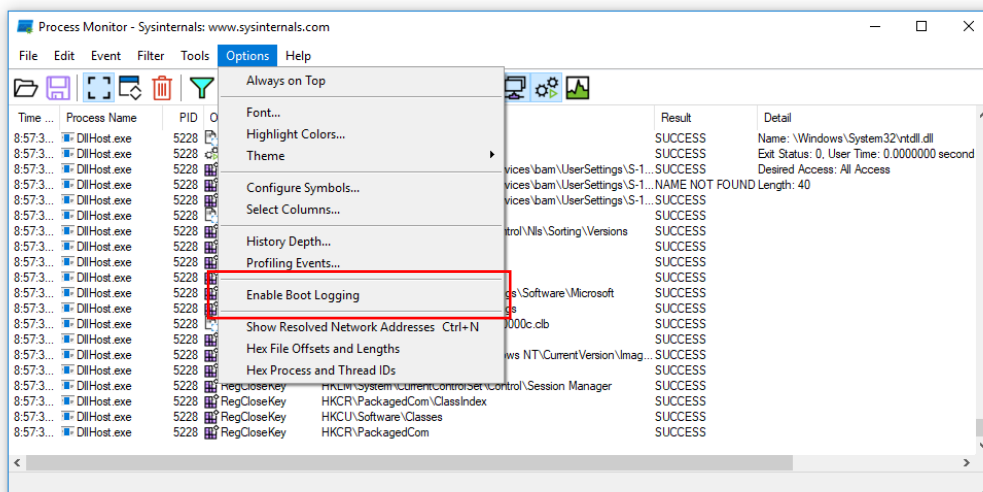 Process Monitor - Sysinternals: www.sysinternals.com
File Edit Event Filter Tools Options Help
Always on Top
Font...
Highlight Colors...
Theme
Configure Symbols...
Select Columns...
History Depth...
Profiling Events...
Enable Boot Logging
Show Resolved Network Addresses Ctrl+N
Hex File Offsets and Lengths
Hex Process and Thread IDs
Time ... Process Name PID O Result Detail
8:57:3... DllHost.exe 5228 SUCCESS Name: \Windows\System32\ntdll.dll
8:57:3... DllHost.exe 5228 SUCCESS Exit Status: 0, User Time: 0.0000000 second
8:57:3... DllHost.exe 5228 vices\bam\UserSettings\S-1... SUCCESS Desired Access: All Access
8:57:3... DllHost.exe 5228 vices\bam\UserSettings\S-1... NAME NOT FOUND Length: 40
8:57:3... DllHost.exe 5228 vices\bam\UserSettings\S-1... SUCCESS
8:57:3... DllHost.exe 5228 SUCCESS
8:57:3... DllHost.exe 5228 ntrol\Nls\Sorting\Versions SUCCESS
8:57:3... DllHost.exe 5228 SUCCESS
8:57:3... DllHost.exe 5228 SUCCESS
8:57:3... DllHost.exe 5228 SUCCESS
8:57:3... DllHost.exe 5228 gs\Software\Microsoft SUCCESS
8:57:3... DllHost.exe 5228 gs SUCCESS
8:57:3... DllHost.exe 5228 0000c.clb SUCCESS
8:57:3... DllHost.exe 5228 SUCCESS
8:57:3... DllHost.exe 5228 ws NT\CurrentVersion\Imag... SUCCESS
8:57:3... DllHost.exe 5228 SUCCESS
8:57:3... DllHost.exe 5228 RegCloseKey HKLM\System\CurrentControlSet\Control\Session Manager SUCCESS
8:57:3... DllHost.exe 5228 RegCloseKey HKCR\PackagedCom\ClassIndex SUCCESS
8:57:3... DllHost.exe 5228 RegCloseKey HKCU\Software\Classes SUCCESS
8:57:3... DllHost.exe 5228 RegCloseKey HKCR\PackagedCom SUCCESS